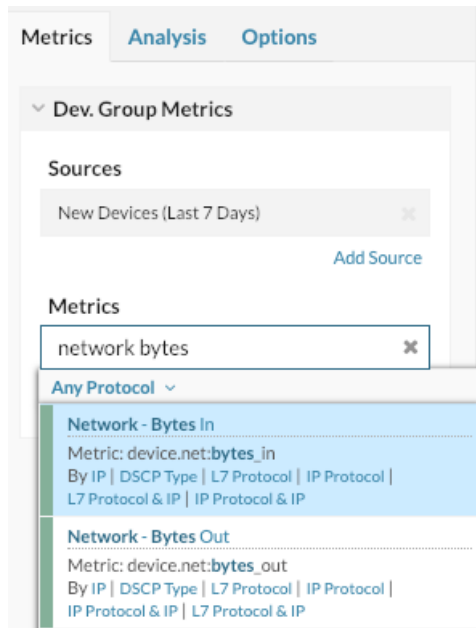 Metrics Analysis Options
Dev. Group Metrics
Sources
New Devices (Last 7 Days)
Add Source
Metrics
network bytes
Any Protocol
Network - Bytes In
Metric: device.net:bytes_in
By IP | DSCP Type | L7 Protocol | IP Protocol |
L7 Protocol & IP | IP Protocol & IP
Network - Bytes Out
Metric: device.net:bytes_out
By IP | DSCP Type | L7 Protocol | IP Protocol |
IP Protocol & IP | L7 Protocol & IP